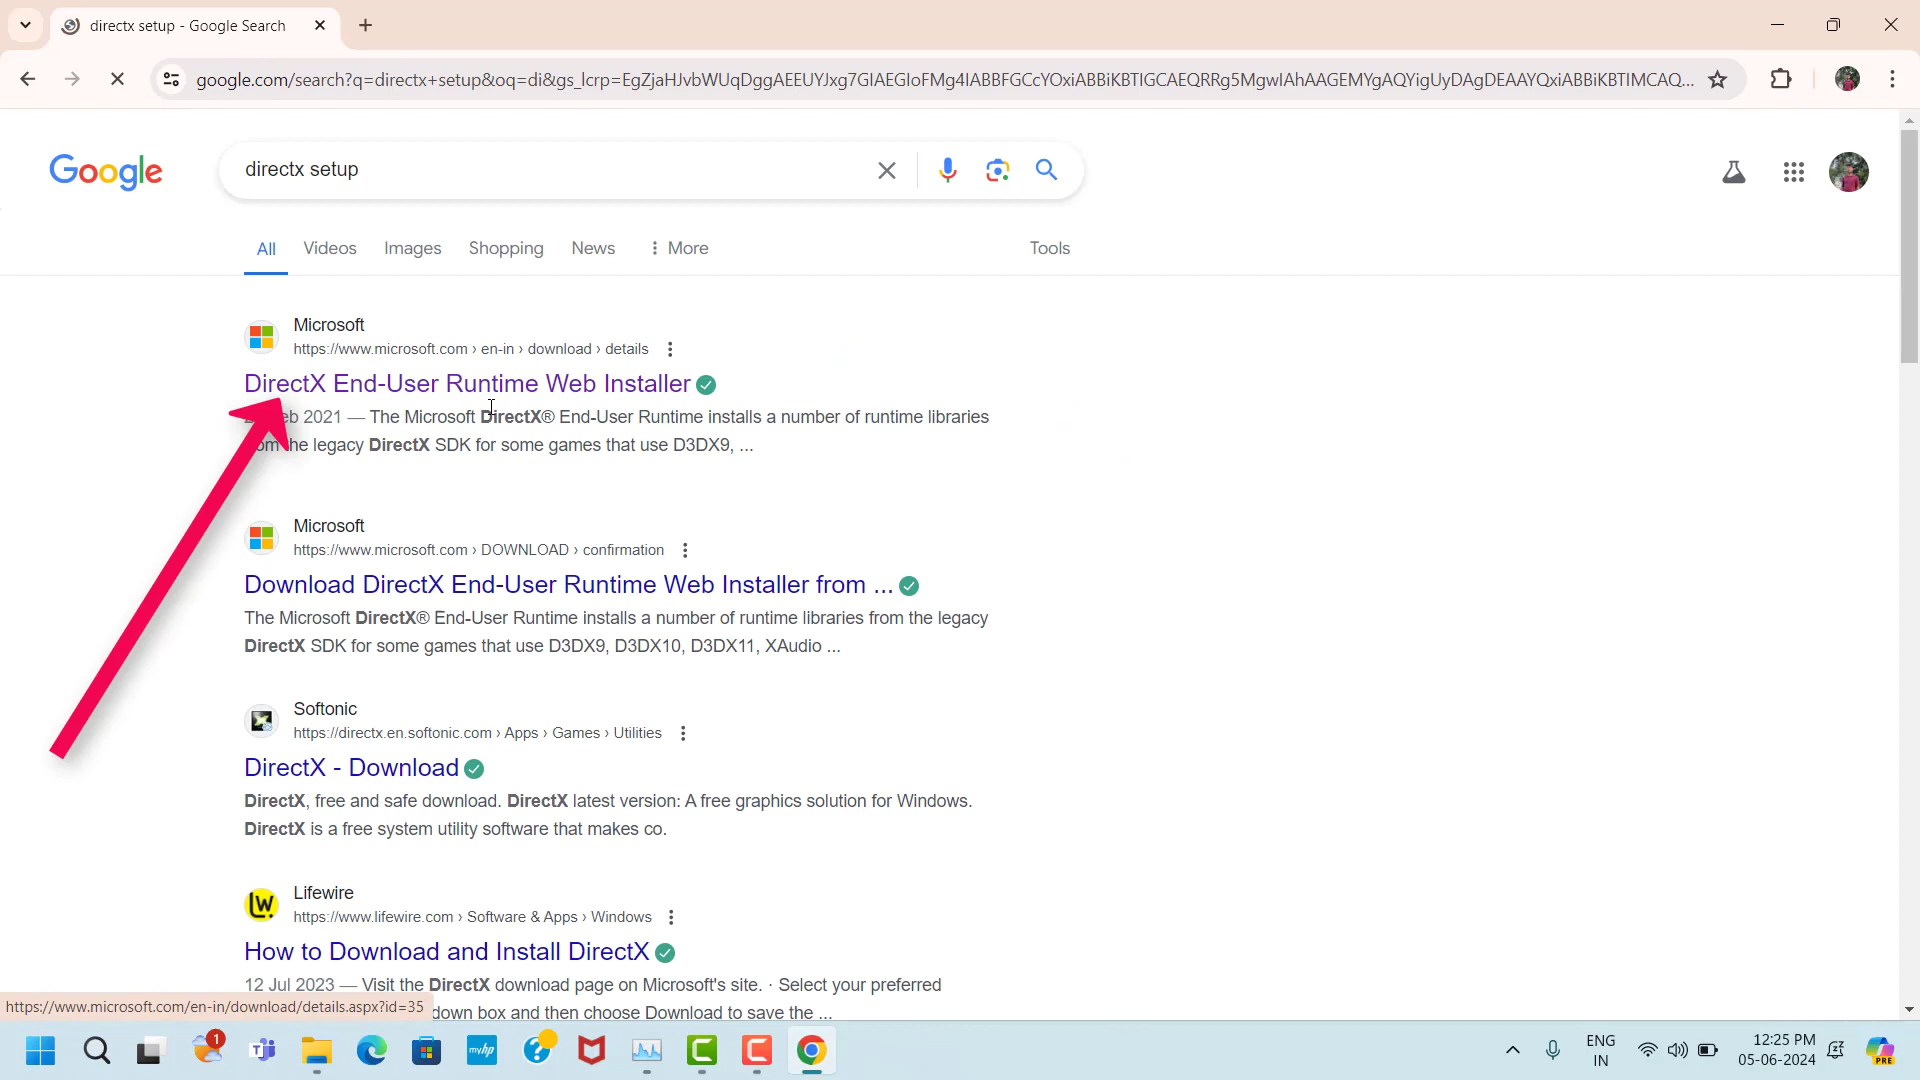 directx setup - Google Search
google.com/search?q=directx+setup&oq=di&gs_lcrp=EgZjaHJvbWUqDggAEEUYJxg7GIAEGIoFMg4IABBFGCcYOxiABBiKBTIGCAEQRRg5MgwIAhAAGEMYgAQYigUyDAgDEAAYQxiABBiKBTIMCAQ...
Google
directx setup
All Videos Images Shopping News More Tools
Microsoft
https://www.microsoft.com › en-in › download › details
DirectX End-User Runtime Web Installer
eb 2021 — The Microsoft DirectX® End-User Runtime installs a number of runtime libraries
om the legacy DirectX SDK for some games that use D3DX9, ...
Microsoft
https://www.microsoft.com › DOWNLOAD › confirmation
Download DirectX End-User Runtime Web Installer from ...
The Microsoft DirectX® End-User Runtime installs a number of runtime libraries from the legacy
DirectX SDK for some games that use D3DX9, D3DX10, D3DX11, XAudio ...
Softonic
https://directx.en.softonic.com › Apps › Games › Utilities
DirectX - Download
DirectX, free and safe download. DirectX latest version: A free graphics solution for Windows.
DirectX is a free system utility software that makes co.
Lifewire
https://www.lifewire.com › Software & Apps › Windows
How to Download and Install DirectX
12 Jul 2023 — Visit the DirectX download page on Microsoft's site. · Select your preferred
down box and then choose Download to save the ...
https://www.microsoft.com/en-in/download/details.aspx?id=35
1
myhp
ENG
IN
12:25 PM
05-06-2024
PRE